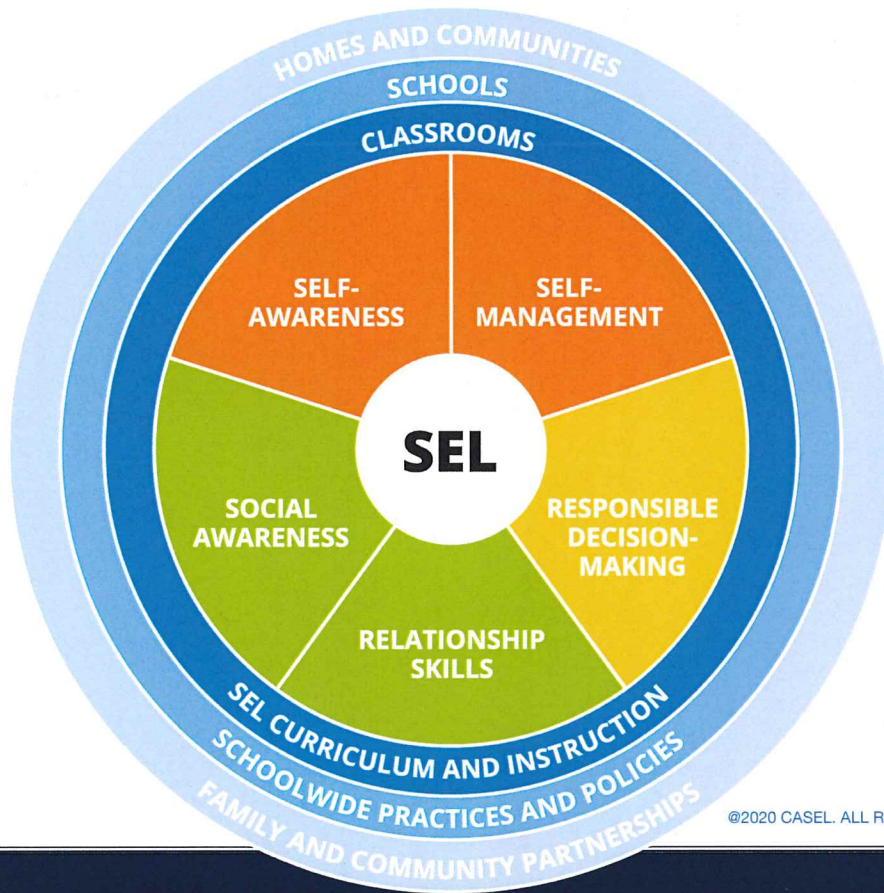 HOMES AND COMMUNITIES
SCHOOLS
CLASSROOMS
SELF-
AWARENESS
SELF-
MANAGEMENT
SEL
SOCIAL
AWARENESS
RESPONSIBLE
DECISION-
MAKING
RELATIONSHIP
SKILLS
SEL CURRICULUM AND INSTRUCTION
SCHOOLWIDE PRACTICES AND POLICIES
FAMILY AND COMMUNITY PARTNERSHIPS
@2020 CASEL. ALL R